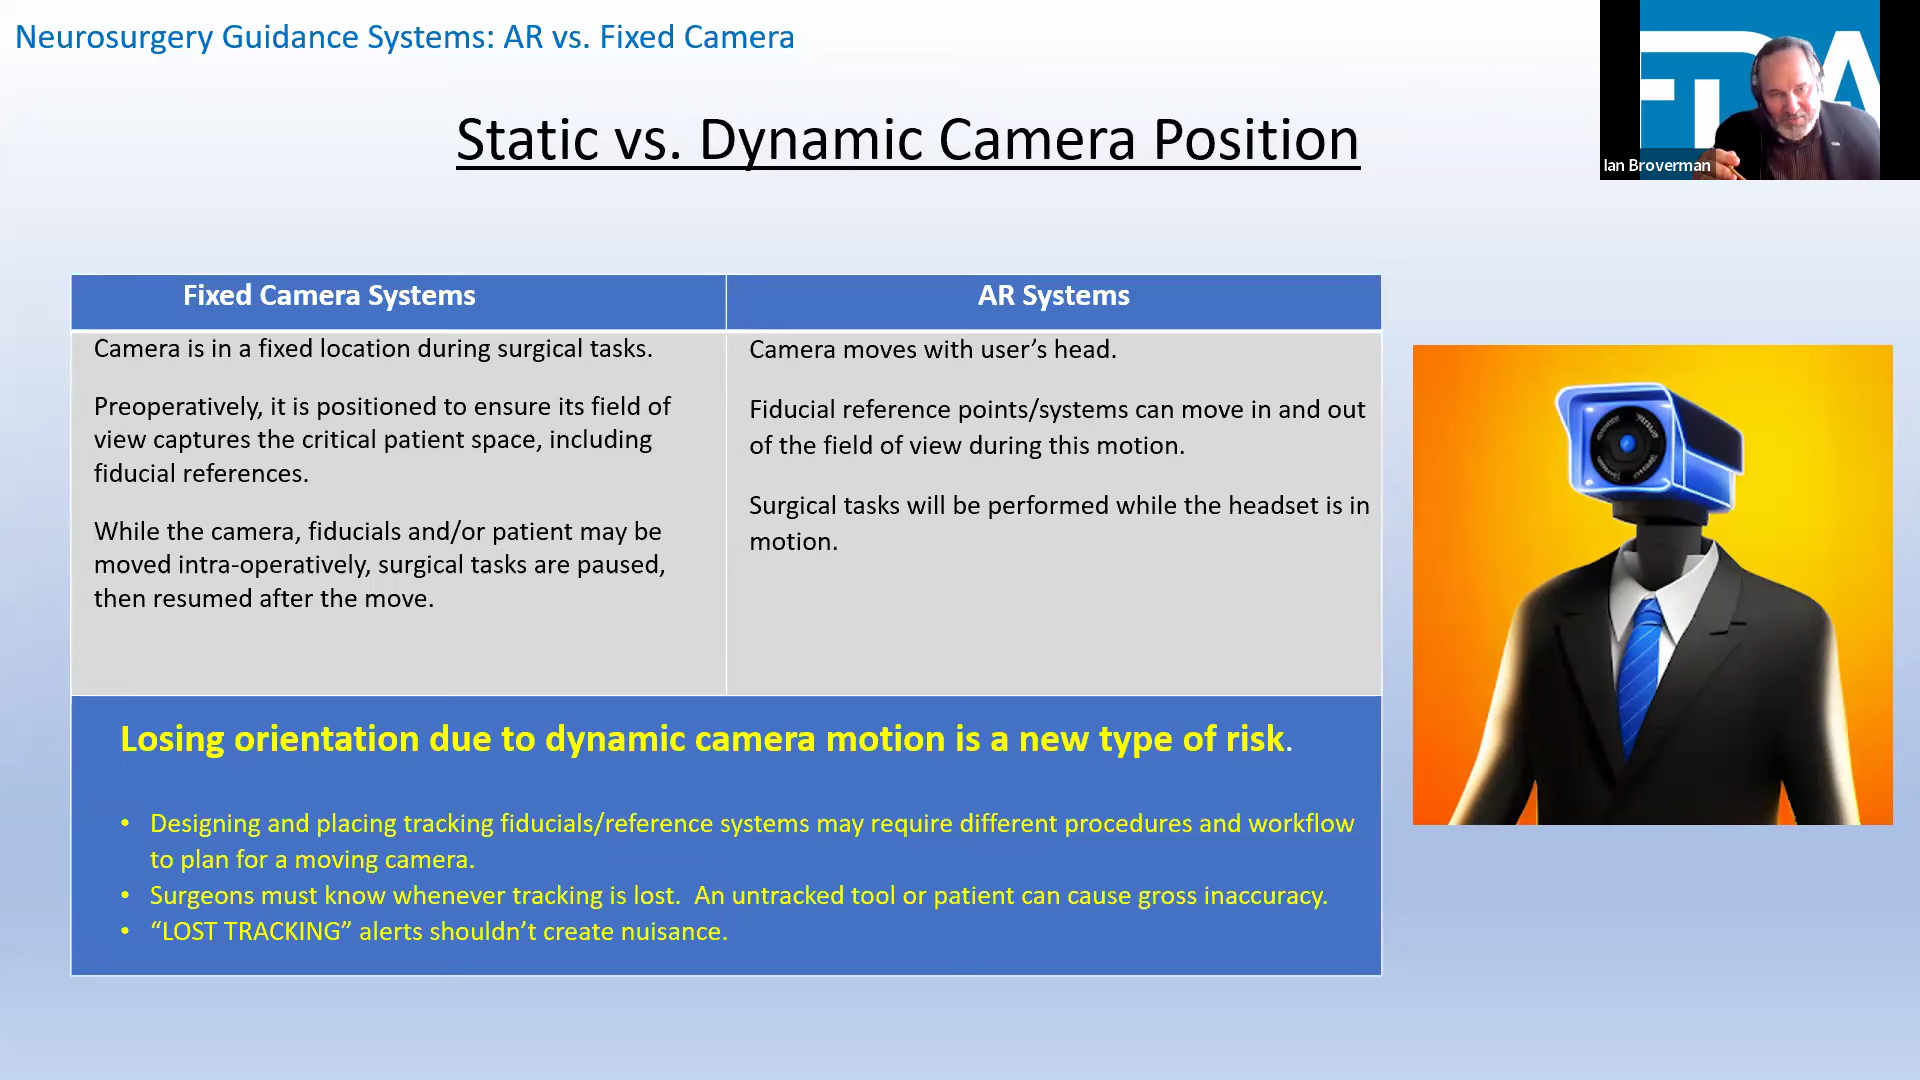 Neurosurgery Guidance Systems: AR vs. Fixed Camera
FDA
Ian Broverman
Static vs. Dynamic Camera Position
Fixed Camera Systems
Camera is in a fixed location during surgical tasks.
Preoperatively, it is positioned to ensure its field of
view captures the critical patient space, including
fiducial references.
While the camera, fiducials and/or patient may be
moved intra-operatively, surgical tasks are paused,
then resumed after the move.
AR Systems
Camera moves with user’s head.
Fiducial reference points/systems can move in and out
of the field of view during this motion.
Surgical tasks will be performed while the headset is in
motion.
Losing orientation due to dynamic camera motion is a new type of risk.
• Designing and placing tracking fiducials/reference systems may require different procedures and workflow
to plan for a moving camera.
• Surgeons must know whenever tracking is lost.  An untracked tool or patient can cause gross inaccuracy.
• “LOST TRACKING” alerts shouldn’t create nuisance.